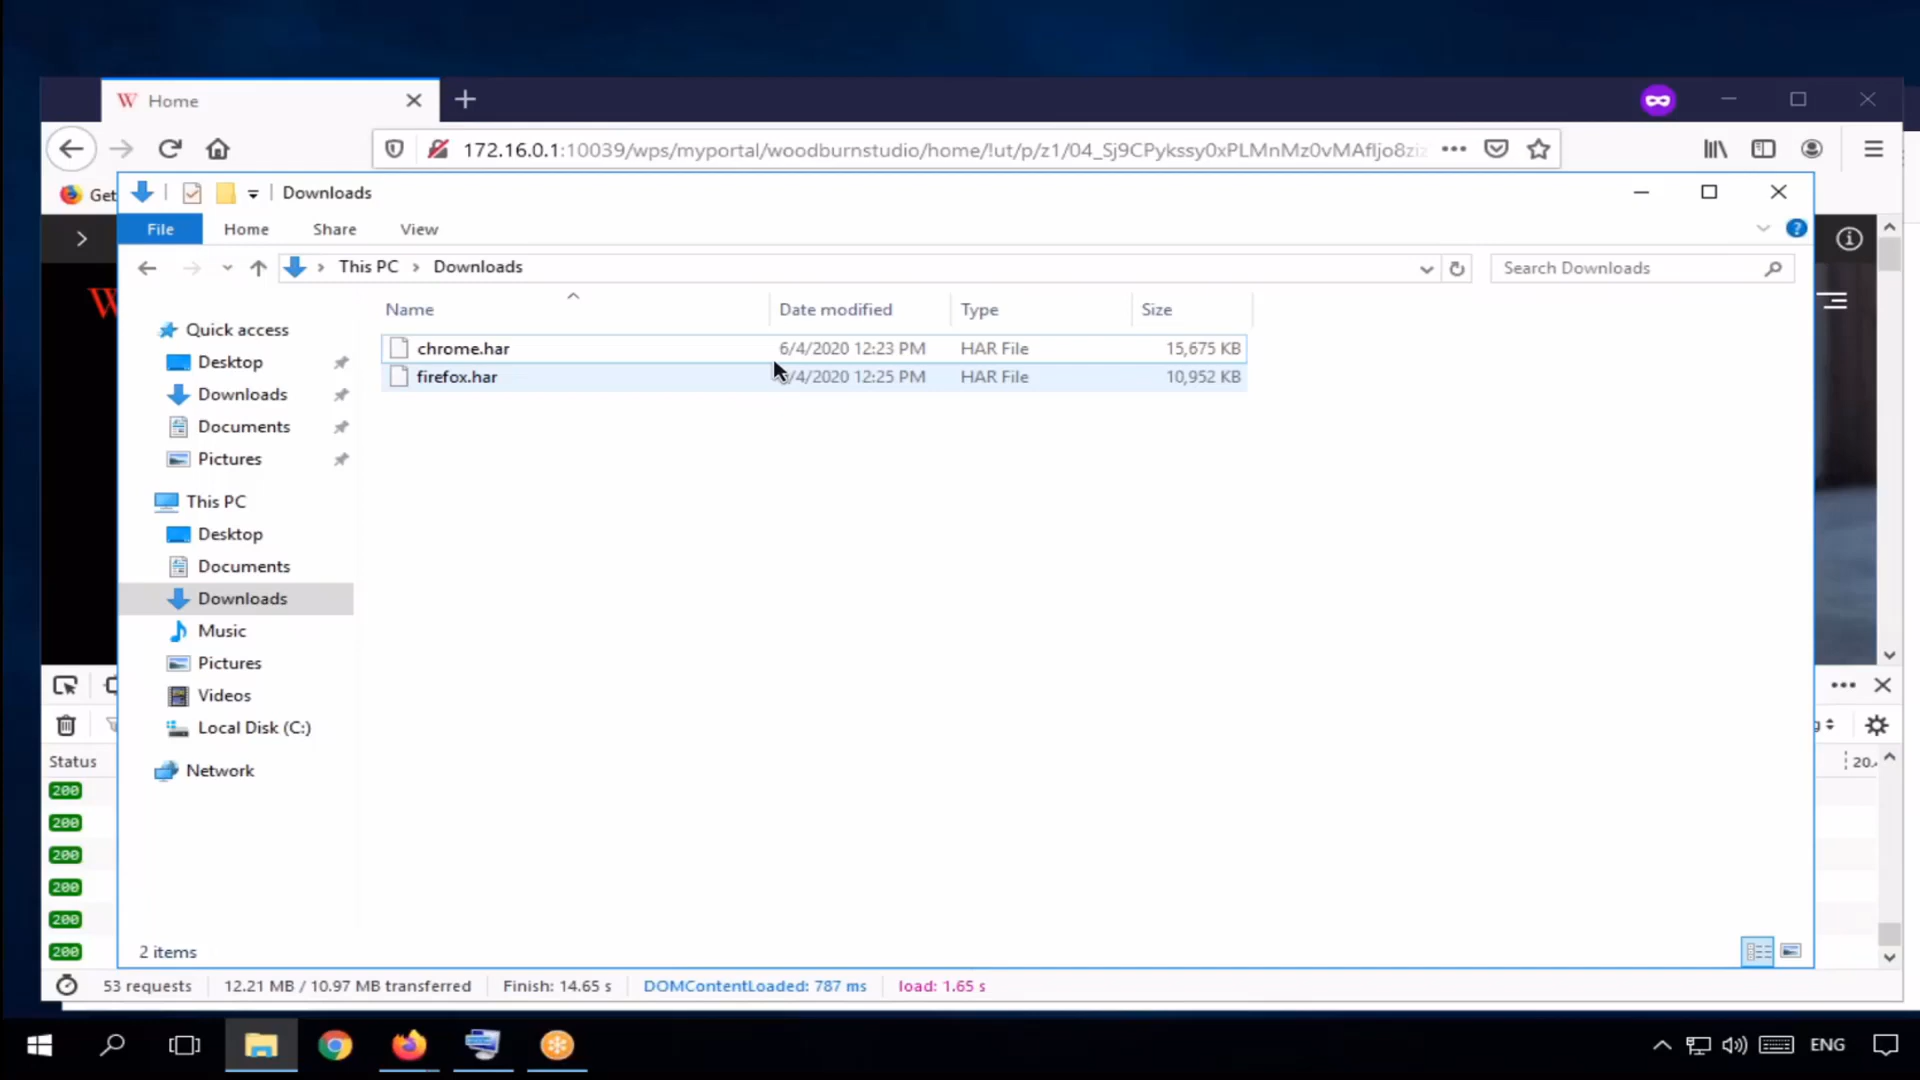 W Home
172.16.0.1:10039/wps/myportal/woodburnstudio/home/!ut/p/z1/04_Sj9CPykssy0xPLMnMz0vMAfIjo8ziz
Get
Downloads
File Home Share View
This PC Downloads
Search Downloads
W
Name Date modified Type Size
Quick access
chrome.har 6/4/2020 12:23 PM HAR File 15,675 KB
Desktop
firefox.har /4/2020 12:25 PM HAR File 10,952 KB
Downloads
Documents
Pictures
This PC
Desktop
Documents
Downloads
Music
Pictures
Videos
Local Disk (C:)
Network
Status
20.
200
200
200
200
200
200
2 items
53 requests 12.21 MB / 10.97 MB transferred Finish: 14.65 s DOMContentLoaded: 787 ms load: 1.65 s
ENG